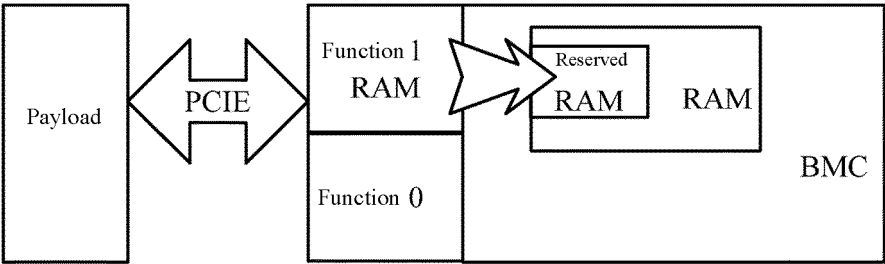 Payload
PCIE
Function 1
RAM
Function 0
Reserved
RAM
RAM
BMC